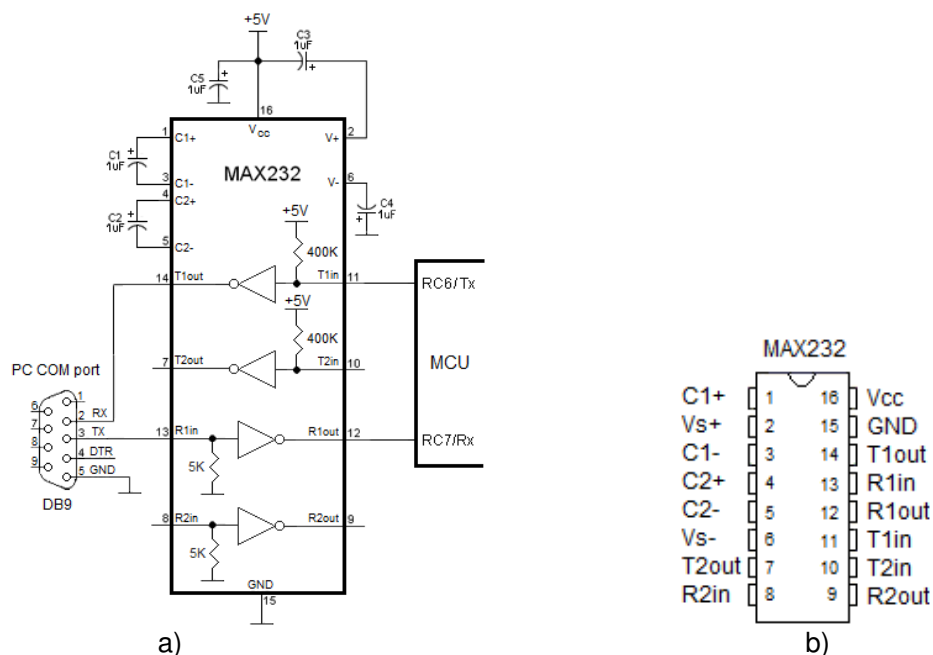 +5V
C3
1uF
+
C5
+
1uF
16
Vcc
1
C1+
V+
2
C1
+
1uF
MAX232
3
C1-
V-
6
4
C2+
C2
+
1uF
C4
1uF
+
5
C2-
+5V
400K
14
T1out
T1in
11
RC6/Tx
+5V
400K
7
T2out
T2in
10
MCU
PC COM port
1
6
2
RX
7
3
TX
13
R1in
R1out
12
RC7/Rx
8
4
DTR
5K
9
5
GND
DB9
8
R2in
R2out
9
5K
GND
15
a)
MAX232
C1+ 1 16 Vcc
Vs+ 2 15 GND
C1- 3 14 T1out
C2+ 4 13 R1in
C2- 5 12 R1out
Vs- 6 11 T1in
T2out 7 10 T2in
R2in 8 9 R2out
b)